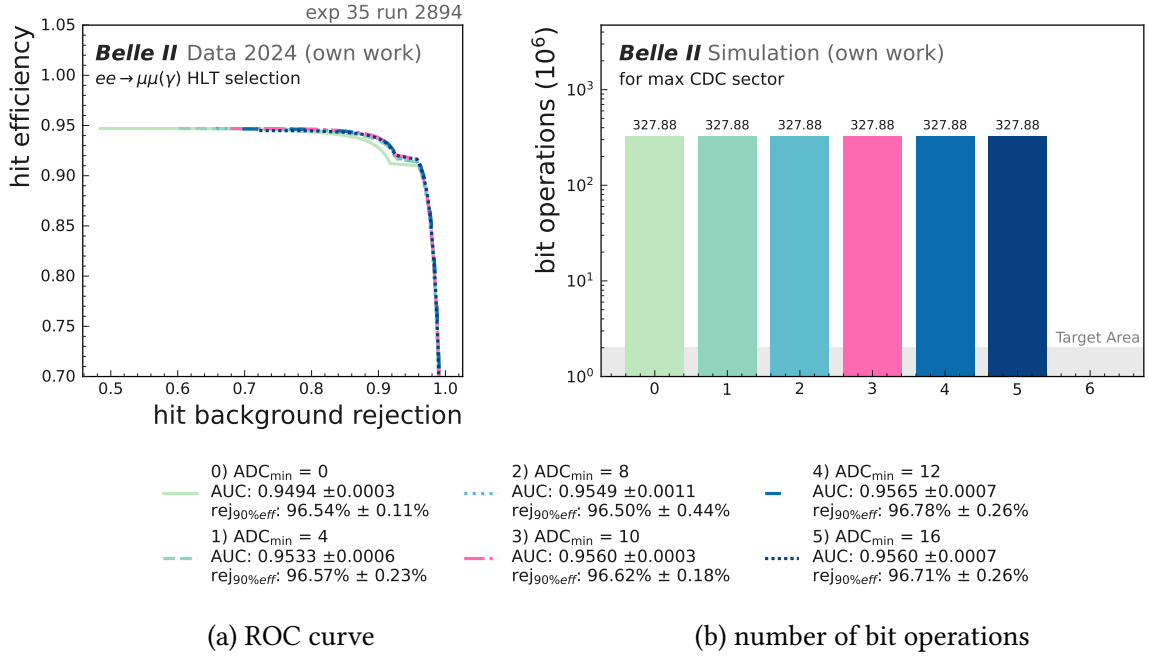 exp 35 run 2894
Belle II Data 2024 (own work)
ee→μμ(γ) HLT selection
hit efficiency
1.05
1.00
0.95
0.90
0.85
0.80
0.75
0.70
0.5 0.6 0.7 0.8 0.9 1.0
hit background rejection
Belle II Simulation (own work)
for max CDC sector
bit operations (10⁶)
10³
10²
10¹
10⁰
327.88 327.88 327.88 327.88 327.88 327.88
Target Area
0 1 2 3 4 5 6
0) ADCmin = 0
AUC: 0.9494 ±0.0003
rej90%eff: 96.54% ± 0.11%
1) ADCmin = 4
AUC: 0.9533 ±0.0006
rej90%eff: 96.57% ± 0.23%
2) ADCmin = 8
AUC: 0.9549 ±0.0011
rej90%eff: 96.50% ± 0.44%
3) ADCmin = 10
AUC: 0.9560 ±0.0003
rej90%eff: 96.62% ± 0.18%
4) ADCmin = 12
AUC: 0.9565 ±0.0007
rej90%eff: 96.78% ± 0.26%
5) ADCmin = 16
AUC: 0.9560 ±0.0007
rej90%eff: 96.71% ± 0.26%
(a) ROC curve
(b) number of bit operations